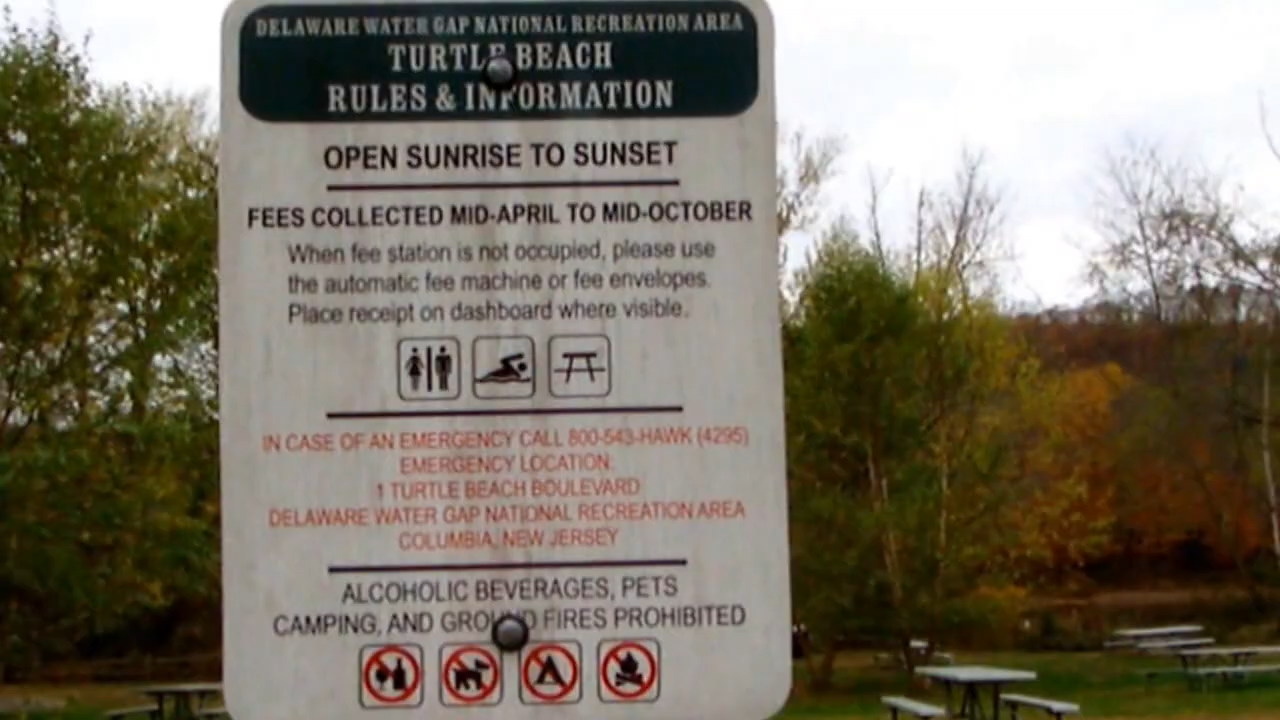 DELAWARE WATER GAP NATIONAL RECREATION AREA
TURTLE BEACH
RULES & INFORMATION
OPEN SUNRISE TO SUNSET
FEES COLLECTED MID-APRIL TO MID-OCTOBER
When fee station is not occupied, please use
the automatic fee machine or fee envelopes.
Place receipt on dashboard where visible.
IN CASE OF AN EMERGENCY CALL 800-543-HAWK (4295)
EMERGENCY LOCATION:
1 TURTLE BEACH BOULEVARD
DELAWARE WATER GAP NATIONAL RECREATION AREA
COLUMBIA, NEW JERSEY
ALCOHOLIC BEVERAGES, PETS
CAMPING, AND GROUND FIRES PROHIBITED